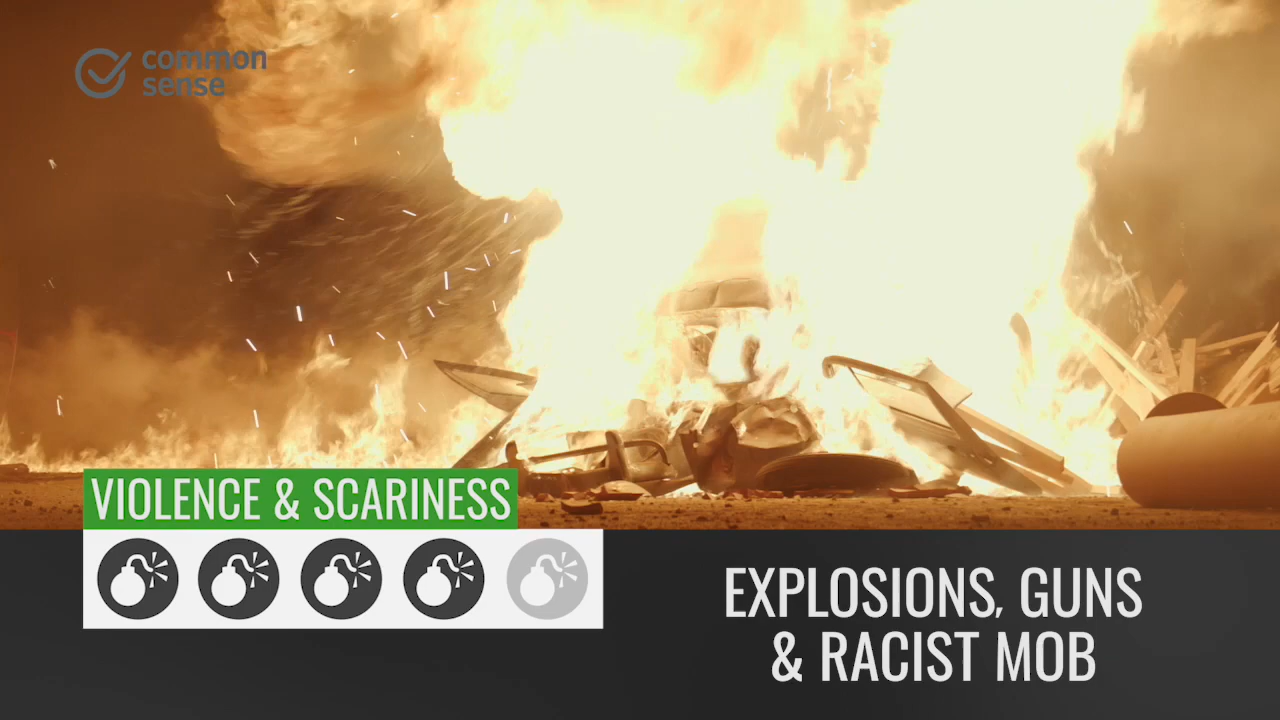 common
sense
VIOLENCE & SCARINESS
EXPLOSIONS, GUNS
& RACIST MOB